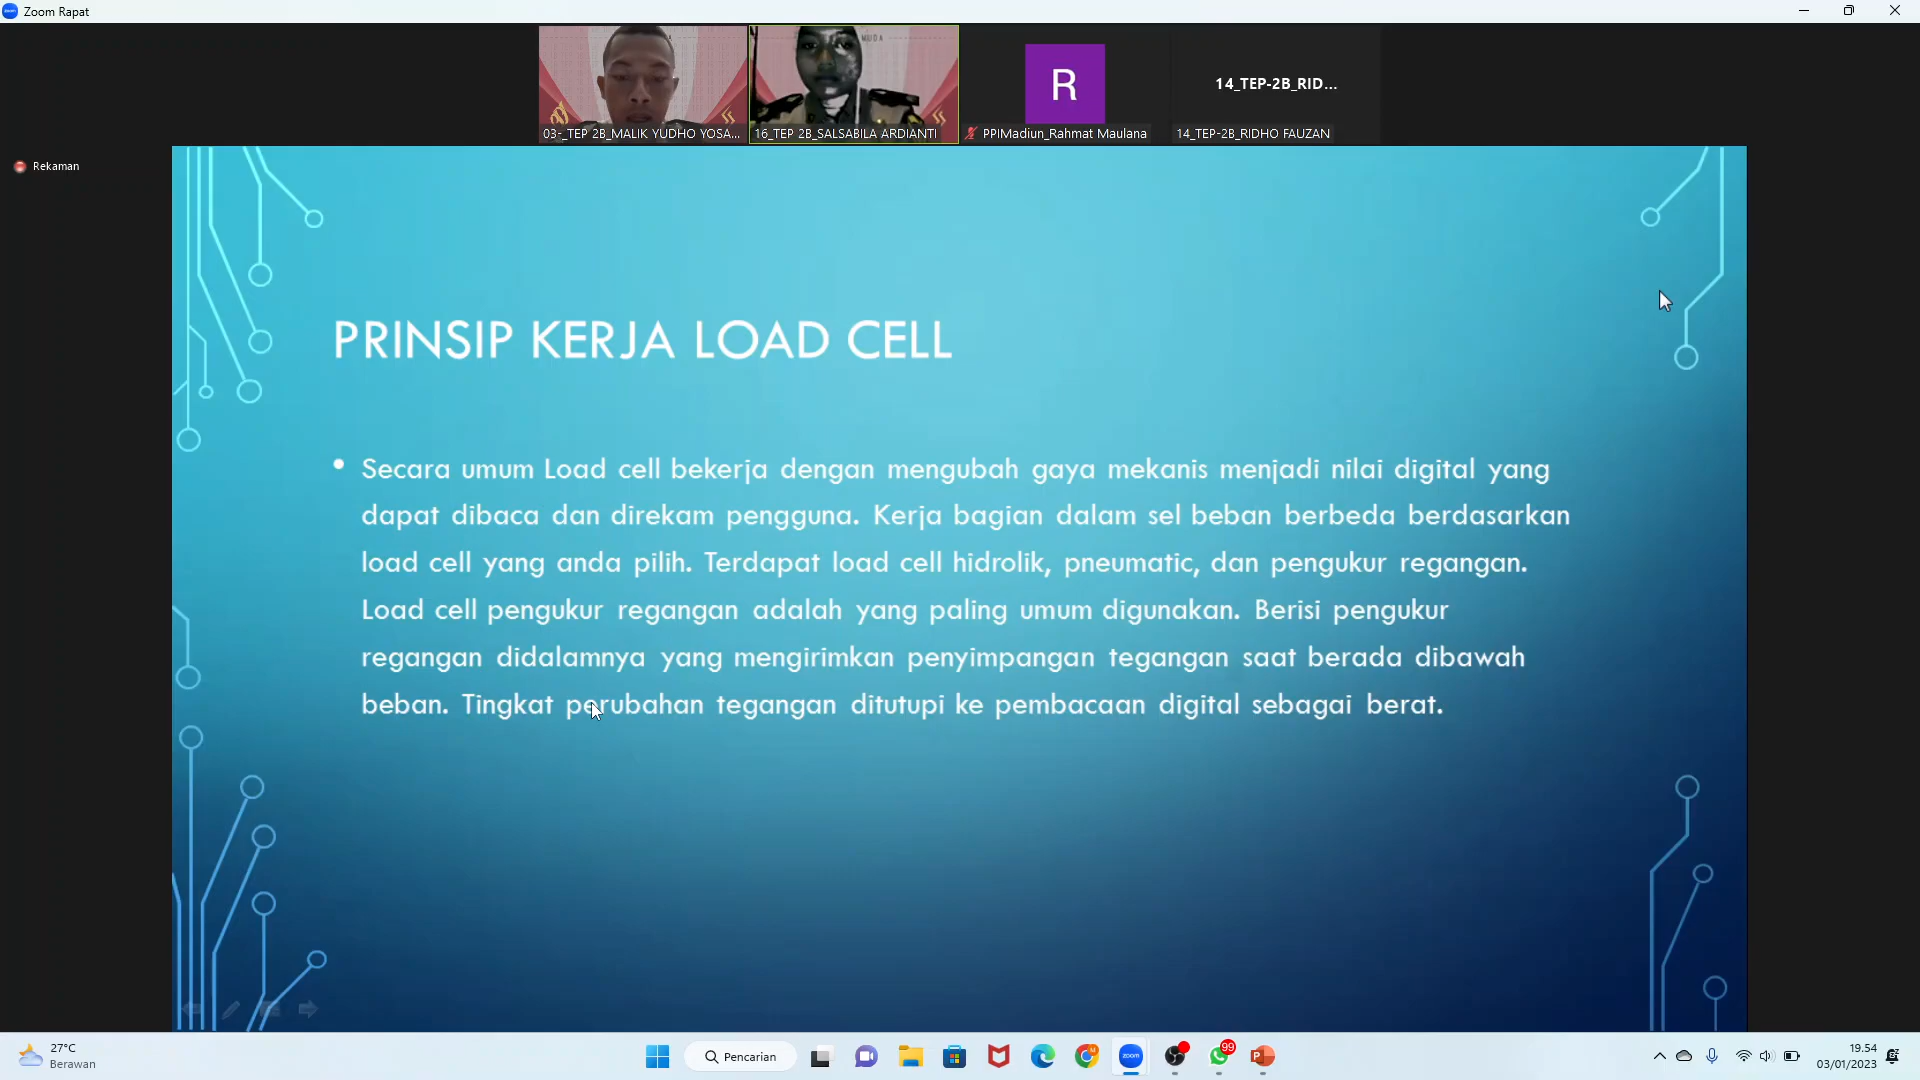 Zoom Rapat
MUDA
14_TEP-2B_RID...
R
03-_TEP 2B_MALIK YUDHO YOSA...
16_TEP 2B_SALSABILA ARDIANTI
PPIMadiun_Rahmat Maulana
14_TEP-2B_RIDHO FAUZAN
Rekaman
PRINSIP KERJA LOAD CELL
• Secara umum Load cell bekerja dengan mengubah gaya mekanis menjadi nilai digital yang
dapat dibaca dan direkam pengguna. Kerja bagian dalam sel beban berbeda berdasarkan
load cell yang anda pilih. Terdapat load cell hidrolik, pneumatic, dan pengukur regangan.
Load cell pengukur regangan adalah yang paling umum digunakan. Berisi pengukur
regangan didalamnya yang mengirimkan penyimpangan tegangan saat berada dibawah
beban. Tingkat perubahan tegangan ditutupi ke pembacaan digital sebagai berat.
27°C
Berawan
Pencarian
zoom
99
19.54
03/01/2023